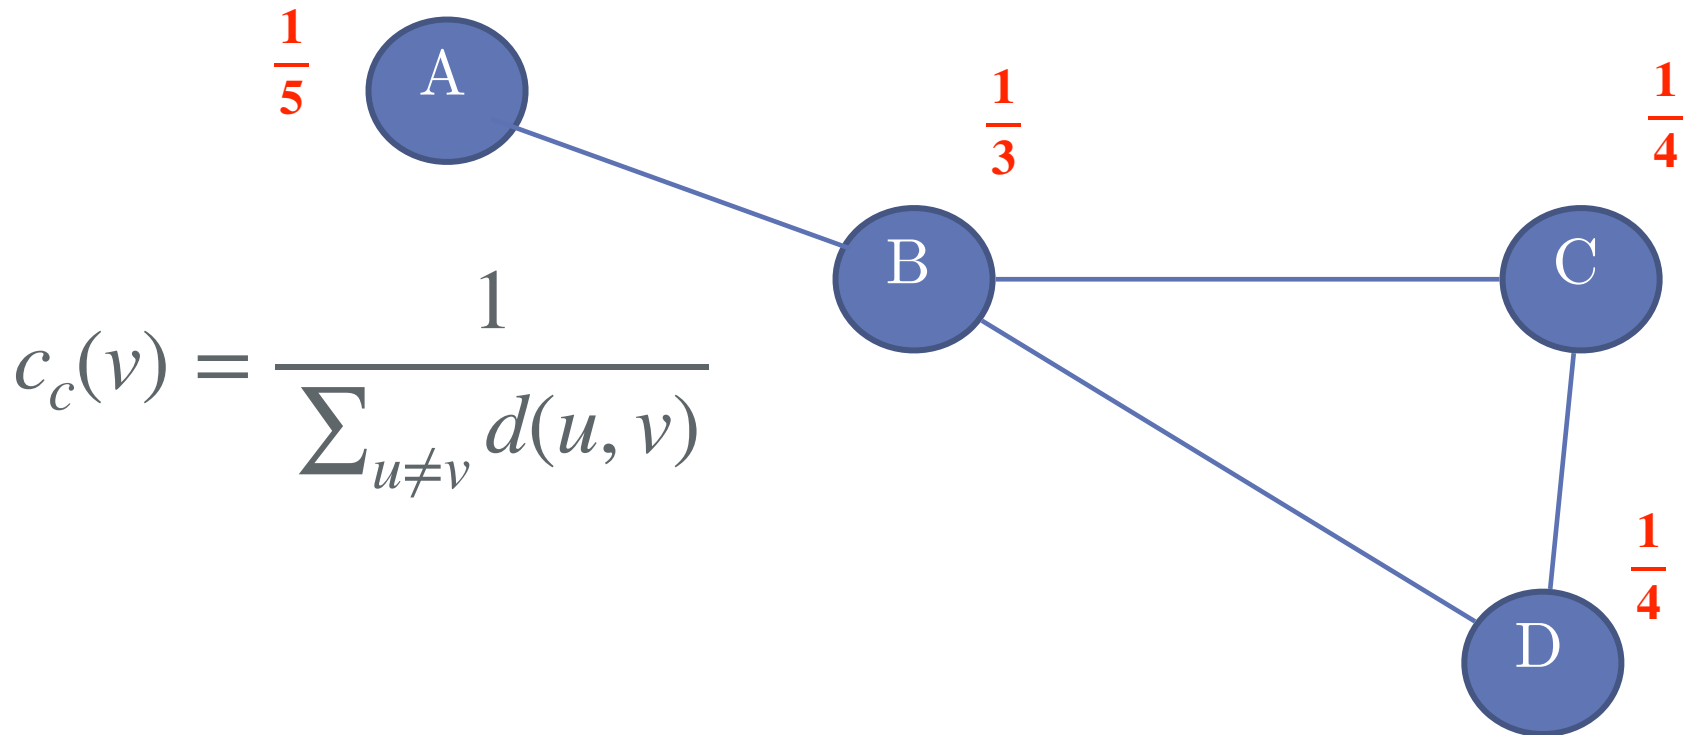 1/5
A
1/3
1/4
B
C
c_c(v) = 1 / ∑_{u≠v} d(u, v)
1/4
D